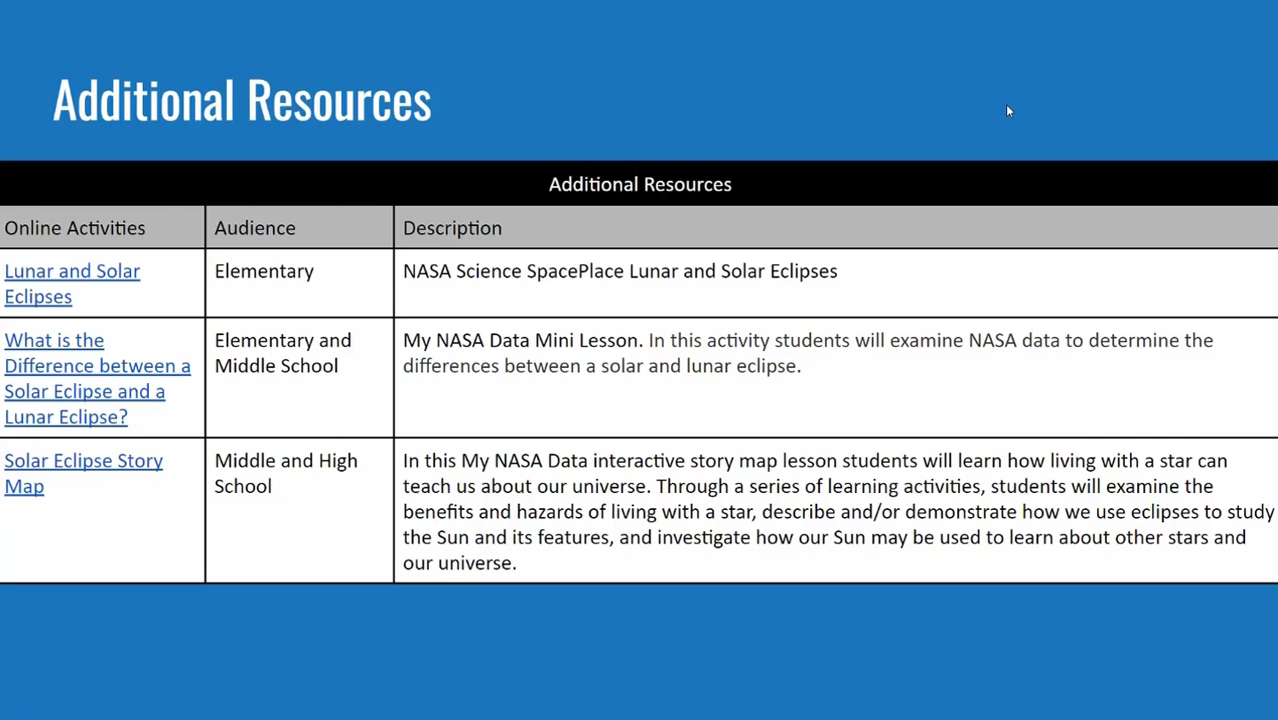 Additional Resources
Additional Resources
Online Activities
Audience
Description
Lunar and Solar
Eclipses
Elementary
NASA Science SpacePlace Lunar and Solar Eclipses
What is the
Difference between a
Solar Eclipse and a
Lunar Eclipse?
Elementary and
Middle School
My NASA Data Mini Lesson. In this activity students will examine NASA data to determine the
differences between a solar and lunar eclipse.
Solar Eclipse Story
Map
Middle and High
School
In this My NASA Data interactive story map lesson students will learn how living with a star can
teach us about our universe. Through a series of learning activities, students will examine the
benefits and hazards of living with a star, describe and/or demonstrate how we use eclipses to study
the Sun and its features, and investigate how our Sun may be used to learn about other stars and
our universe.